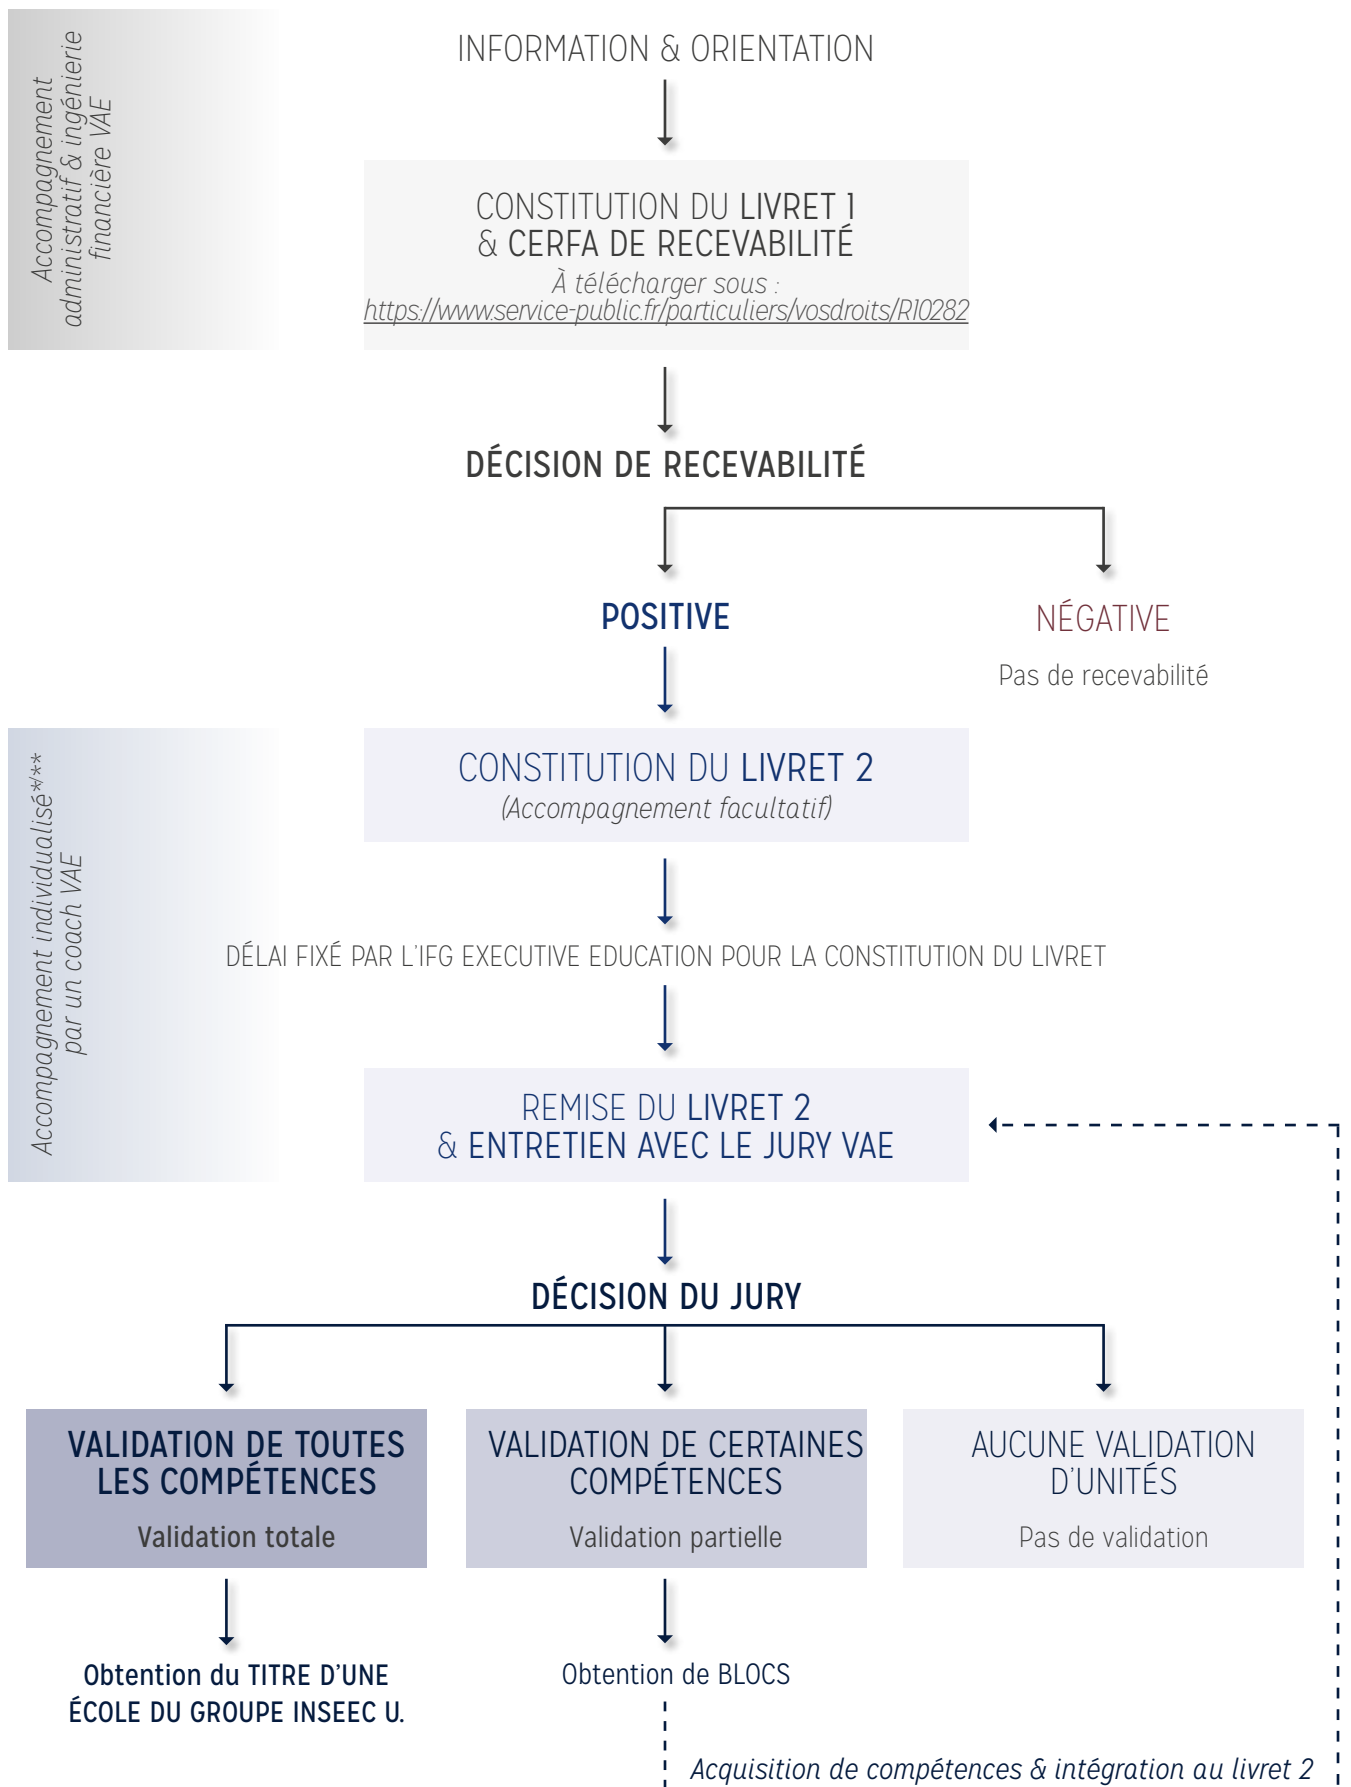 Accompagnement
administratif & ingénierie
financière VAE
INFORMATION & ORIENTATION
CONSTITUTION DU LIVRET 1
& CERFA DE RECEVABILITÉ
À télécharger sous :
https://www.service-public.fr/particuliers/vosdroits/R10282
DÉCISION DE RECEVABILITÉ
POSITIVE
NÉGATIVE
Pas de recevabilité
Accompagnement individualisé*/**
par un coach VAE
CONSTITUTION DU LIVRET 2
(Accompagnement facultatif)
DÉLAI FIXÉ PAR L'IFG EXECUTIVE EDUCATION POUR LA CONSTITUTION DU LIVRET
REMISE DU LIVRET 2
& ENTRETIEN AVEC LE JURY VAE
DÉCISION DU JURY
VALIDATION DE TOUTES
LES COMPÉTENCES
Validation totale
VALIDATION DE CERTAINES
COMPÉTENCES
Validation partielle
AUCUNE VALIDATION
D'UNITÉS
Pas de validation
Obtention du TITRE D'UNE
ÉCOLE DU GROUPE INSEEC U.
Obtention de BLOCS
Acquisition de compétences & intégration au livret 2